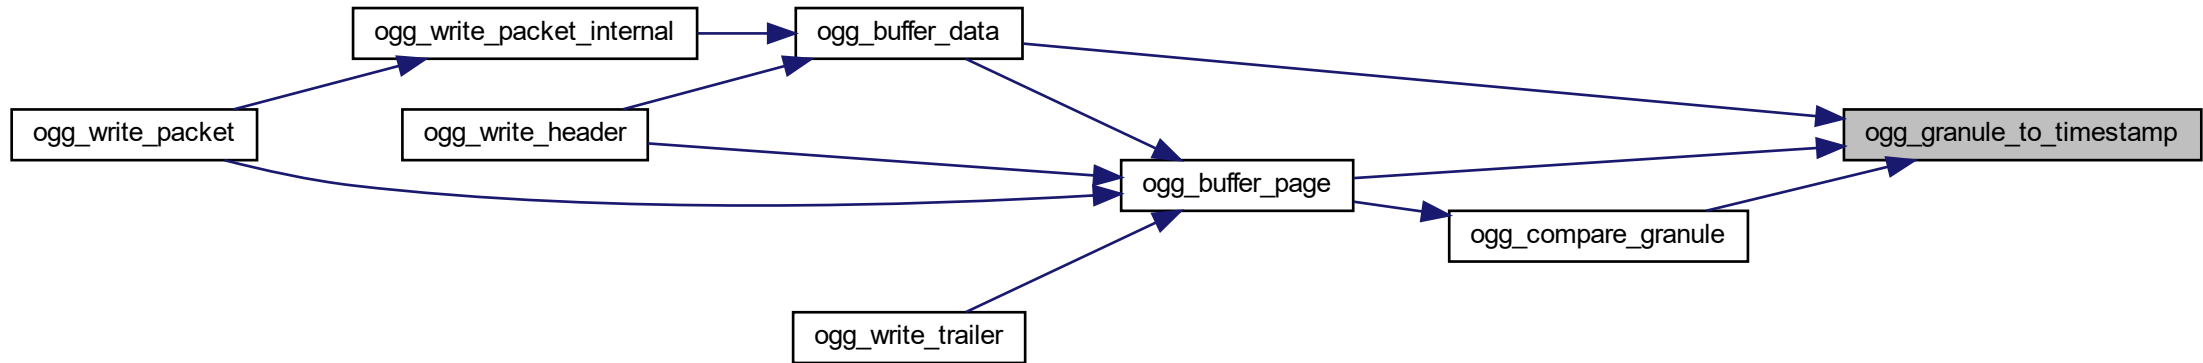 ogg_write_packet_internal
ogg_buffer_data
ogg_write_packet
ogg_write_header
ogg_granule_to_timestamp
ogg_buffer_page
ogg_compare_granule
ogg_write_trailer